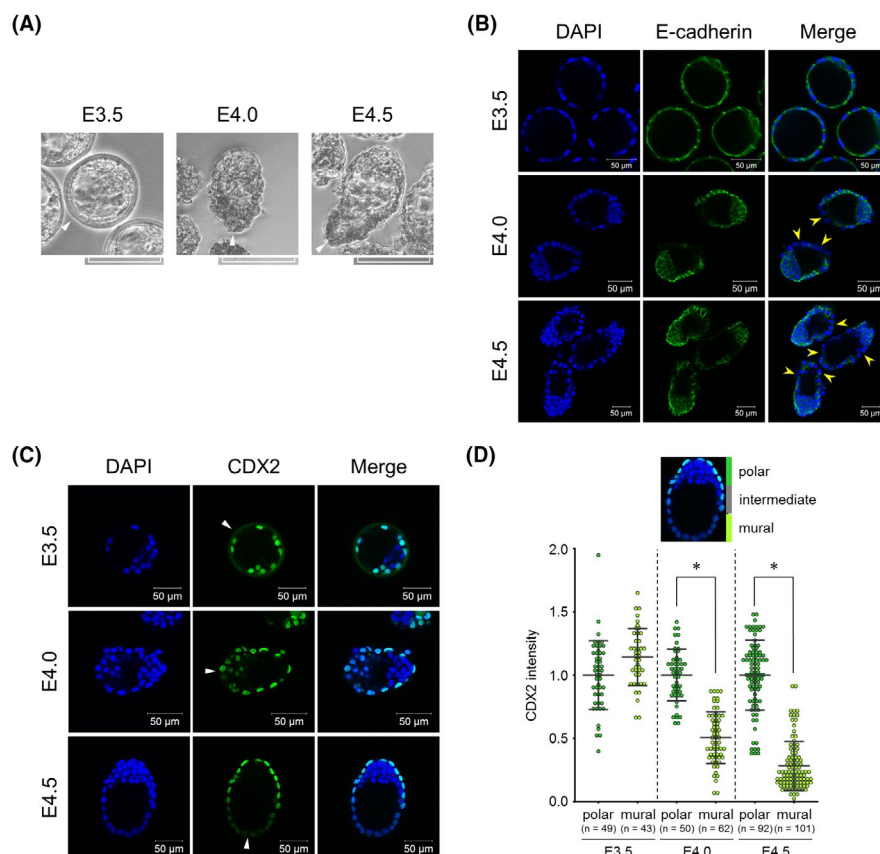 (A)
E3.5 E4.0 E4.5
(B)
DAPI E-cadherin Merge
E3.5
50 μm 50 μm 50 μm
E4.0
50 μm 50 μm 50 μm
E4.5
50 μm 50 μm 50 μm
(C)
DAPI CDX2 Merge
E3.5
50 μm 50 μm 50 μm
E4.0
50 μm 50 μm 50 μm
E4.5
50 μm 50 μm 50 μm
(D)
polar
intermediate
mural
2.0
* *
1.5
1.0
0.5
0.0
CDX2 intensity
polar mural polar mural polar mural
(n = 49) (n = 43) (n = 50) (n = 62) (n = 92) (n = 101)
E3.5 E4.0 E4.5